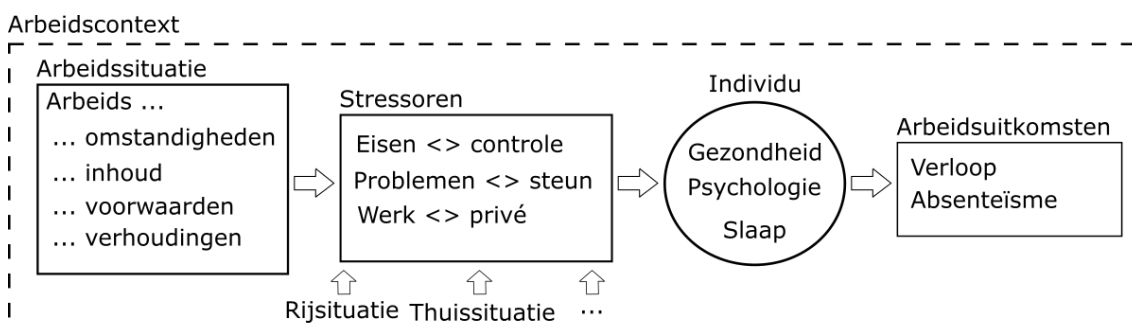 Arbeidscontext
Arbeidssituatie
Arbeids ...
... omstandigheden
... inhoud
... voorwaarden
... verhoudingen
Stressoren
Eisen <> controle
Problemen <> steun
Werk <> privé
Rijsituatie Thuissituatie ...
Individu
Gezondheid
Psychologie
Slaap
Arbeidsuitkomsten
Verloop
Absenteïsme